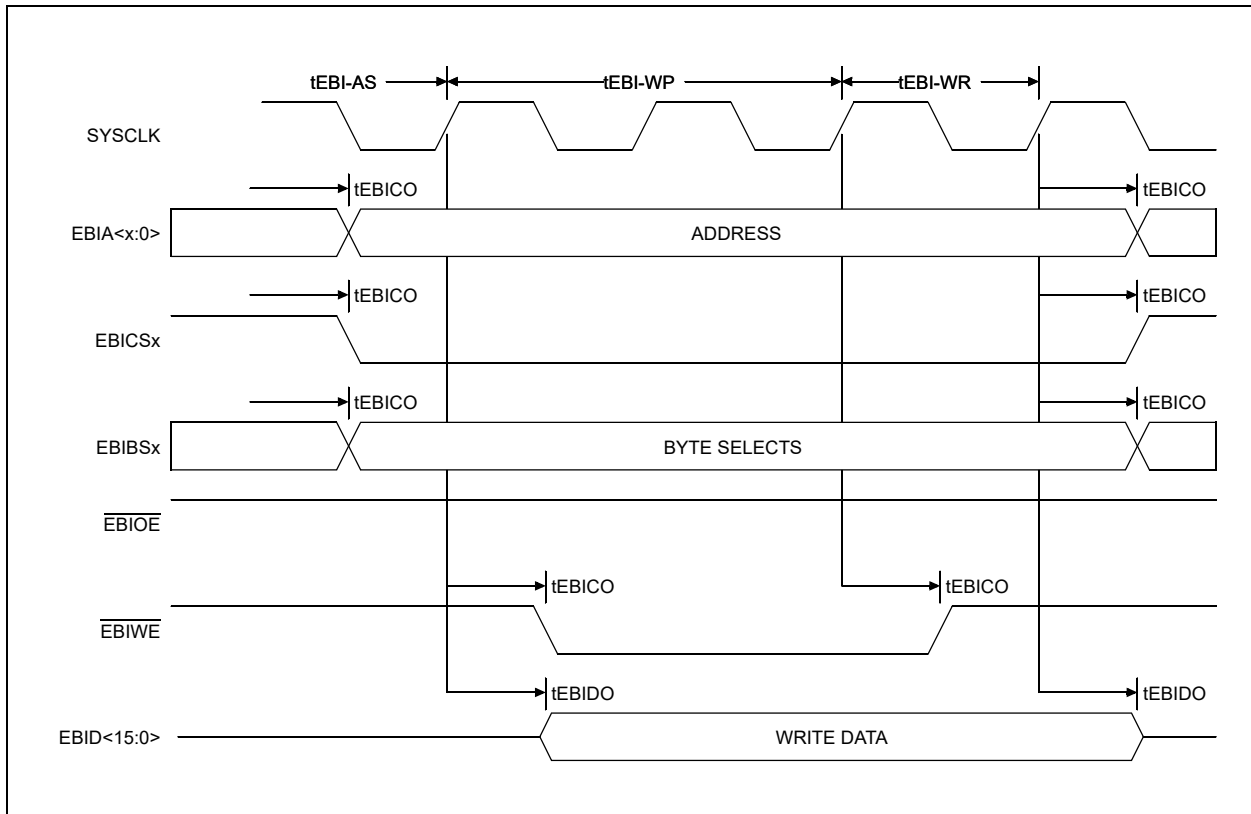 tEBI-AS tEBI-WP tEBI-WR
SYSCLK
tEBICO tEBICO
EBIA<x:0> ADDRESS
tEBICO tEBICO
EBICSx
tEBICO tEBICO
EBIBSx BYTE SELECTS
EBIOE
tEBICO tEBICO
EBIWE
tEBIDO tEBIDO
EBID<15:0> WRITE DATA